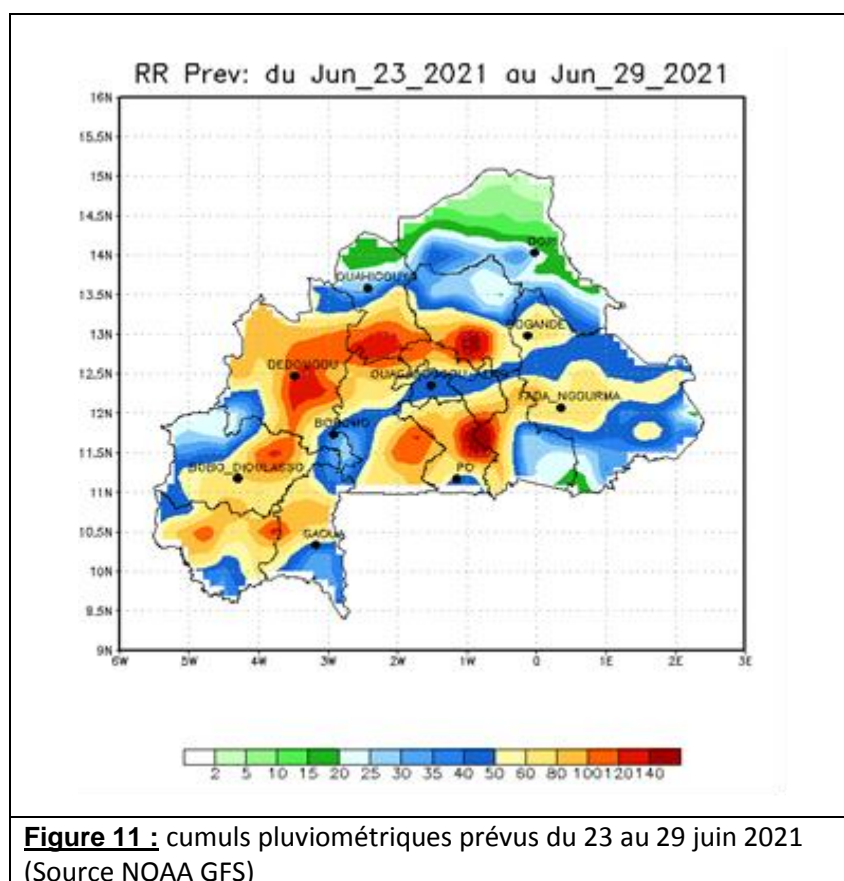 RR Prev: du Jun_23_2021 au Jun_29_2021
16N
15.5N
15N
14.5N
14N
13.5N
13N
12.5N
12N
11.5N
11N
10.5N
10N
9.5N
9N
6W 5W 4W 3W 2W 1W 0 1E 2E 3E
DORI
OUAHIGOUYA
BOGANDE
DEDOUGOU
FADA_NGOURMA
BOROMO
BOBO_DIOULASSO
PO
GAOUA
2 5 10 15 20 25 30 35 40 50 60 80 100 120 140
Figure 11 : cumuls pluviométriques prévus du 23 au 29 juin 2021
(Source NOAA GFS)